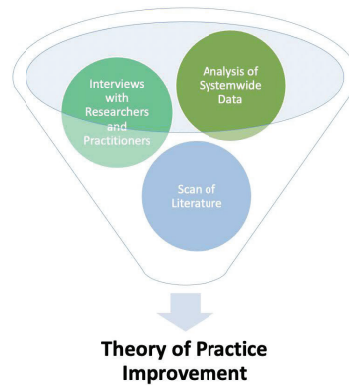 Interviews
with
Researchers
and
Practitioners
Analysis of
Systemwide
Data
Scan of
Literature
Theory of Practice
Improvement